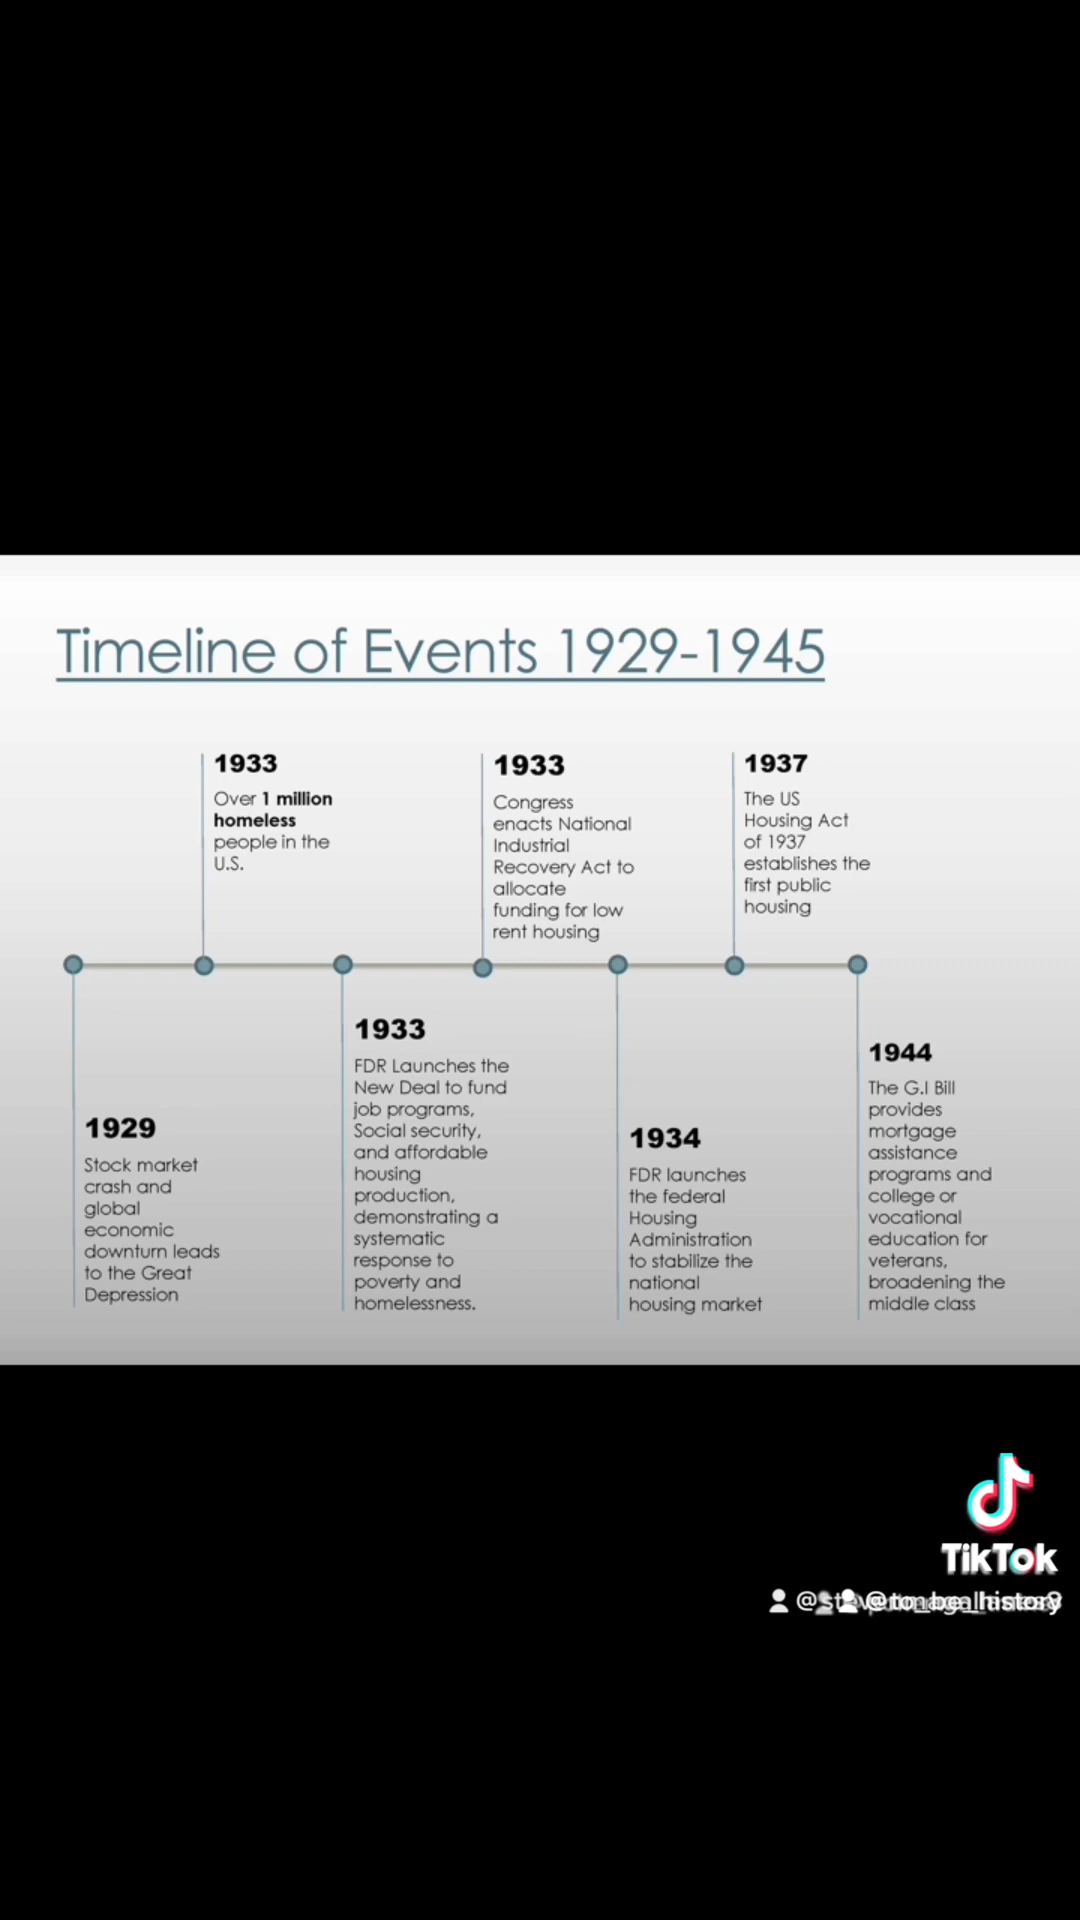 Timeline of Events 1929-1945
1929
Stock market
crash and
global
economic
downturn leads
to the Great
Depression
1933
Over 1 million
homeless
people in the
U.S.
1933
FDR Launches the
New Deal to fund
job programs,
Social security,
and affordable
housing
production,
demonstrating a
systematic
response to
poverty and
homelessness.
1933
Congress
enacts National
Industrial
Recovery Act to
allocate
funding for low
rent housing
1934
FDR launches
the federal
Housing
Administration
to stabilize the
national
housing market
1937
The US
Housing Act
of 1937
establishes the
first public
housing
1944
The G.I Bill
provides
mortgage
assistance
programs and
college or
vocational
education for
veterans,
broadening the
middle class
TikTok